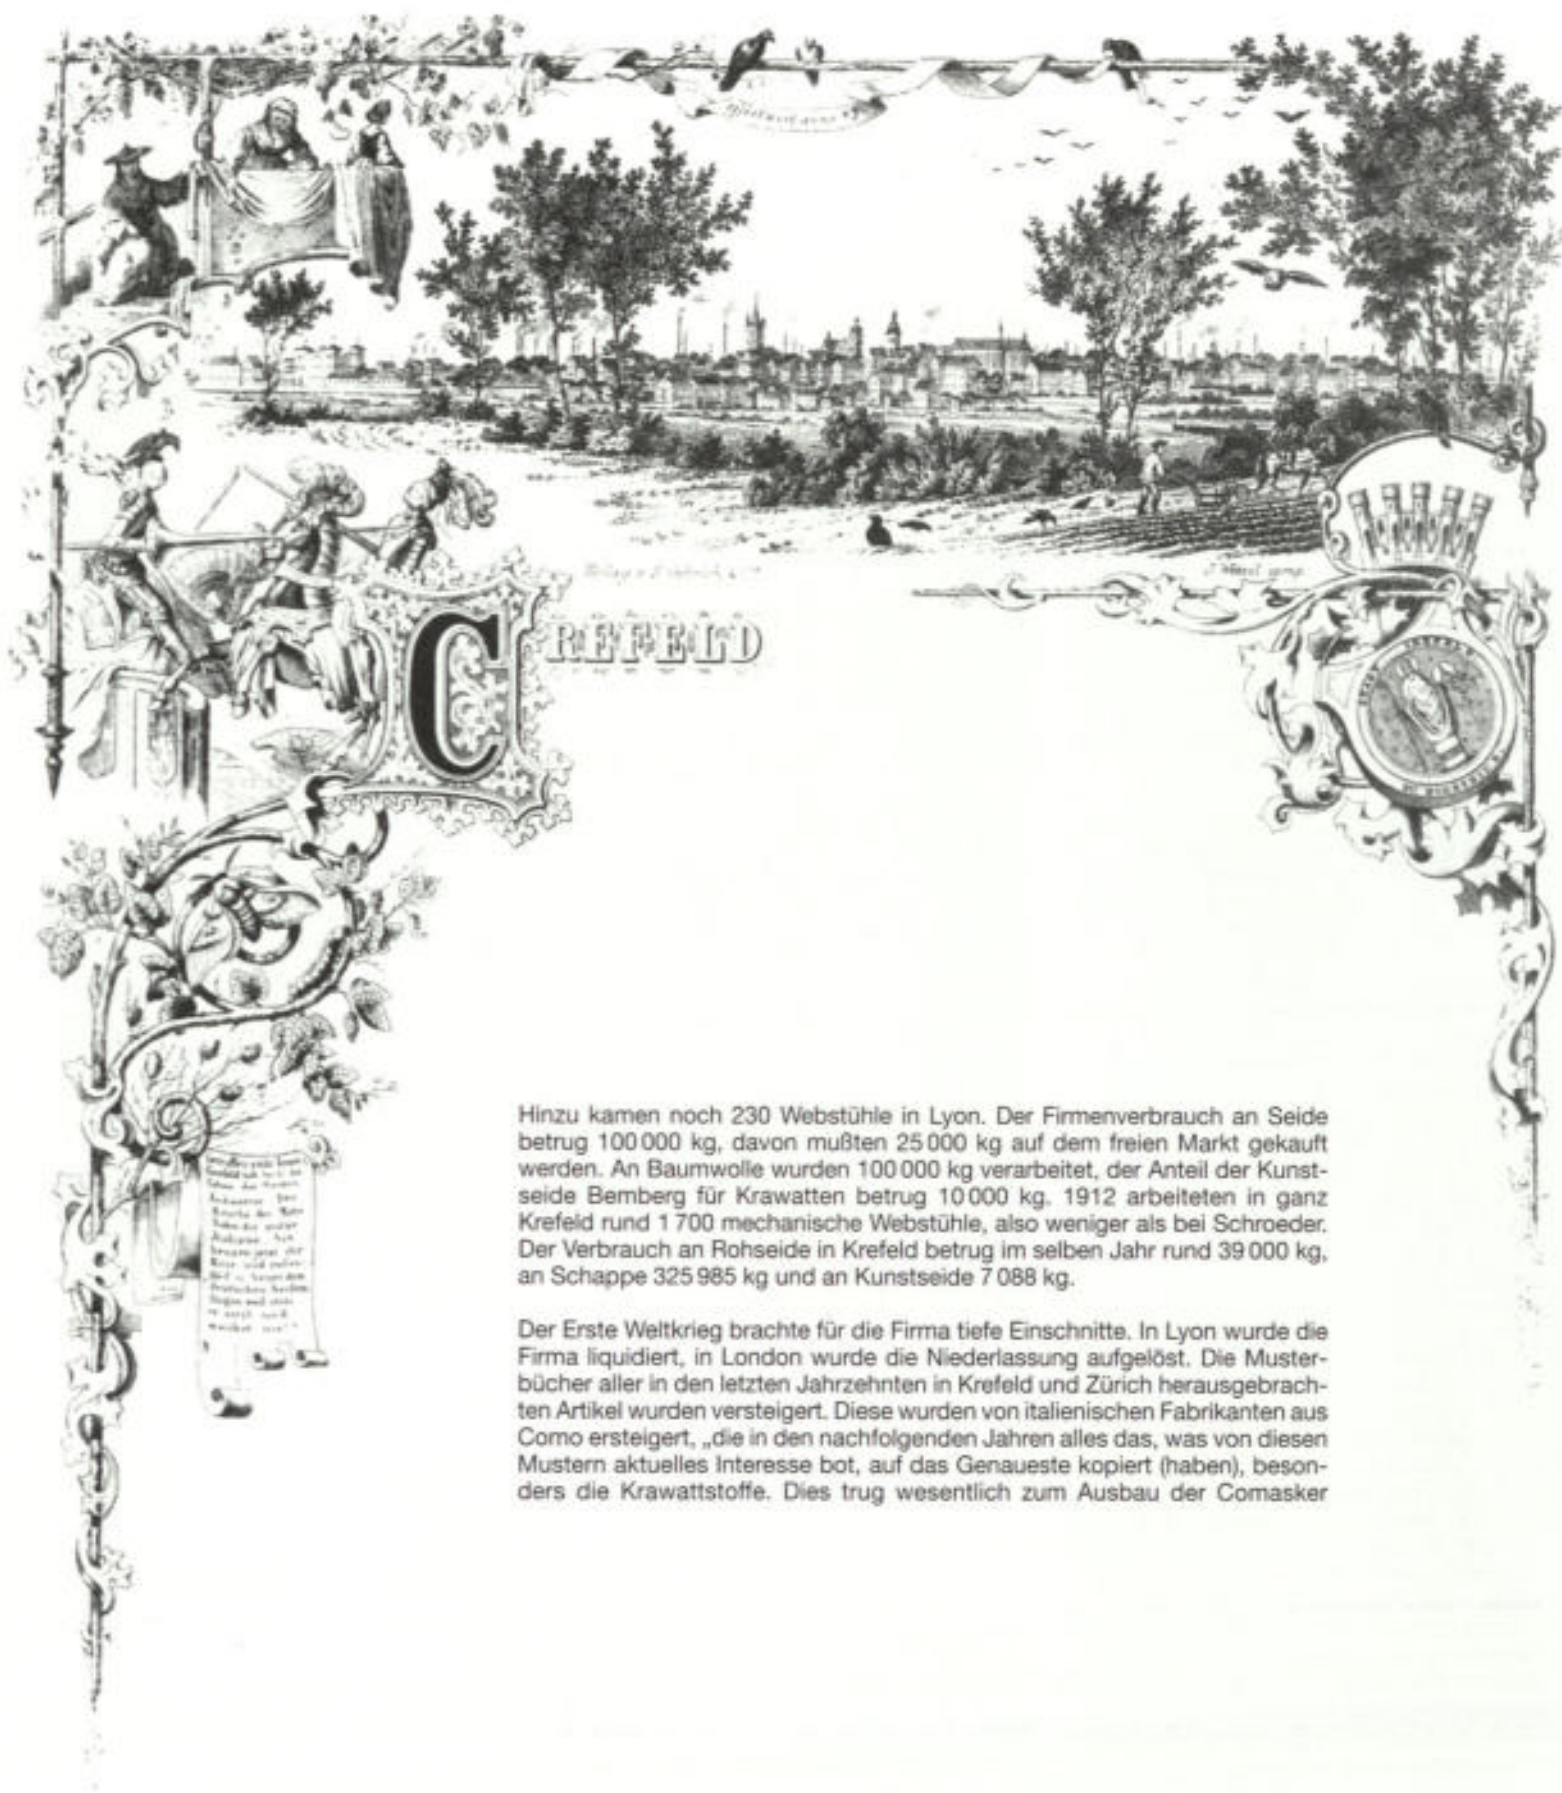 CREFELD
Hinzu kamen noch 230 Webstühle in Lyon. Der Firmenverbrauch an Seide
betrug 100 000 kg, davon mußten 25 000 kg auf dem freien Markt gekauft
werden. An Baumwolle wurden 100 000 kg verarbeitet, der Anteil der Kunst-
seide Bemberg für Krawatten betrug 10 000 kg. 1912 arbeiteten in ganz
Krefeld rund 1 700 mechanische Webstühle, also weniger als bei Schroeder.
Der Verbrauch an Rohseide in Krefeld betrug im selben Jahr rund 39 000 kg,
an Schappe 325 985 kg und an Kunstseide 7 088 kg.
Der Erste Weltkrieg brachte für die Firma tiefe Einschnitte. In Lyon wurde die
Firma liquidiert, in London wurde die Niederlassung aufgelöst. Die Muster-
bücher aller in den letzten Jahrzehnten in Krefeld und Zürich herausgebrach-
ten Artikel wurden versteigert. Diese wurden von italienischen Fabrikanten aus
Como ersteigert, „die in den nachfolgenden Jahren alles das, was von diesen
Mustern aktuelles Interesse bot, auf das Genaueste kopiert (haben), beson-
ders die Krawattstoffe. Dies trug wesentlich zum Ausbau der Comasker